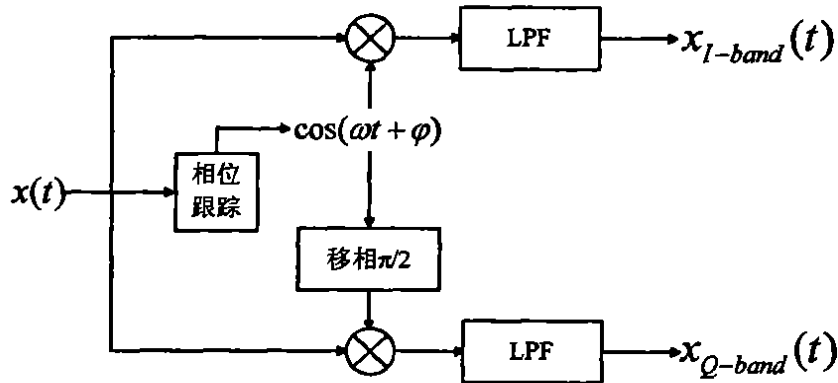 LPF
x_{I-band}(t)
cos(ωt + φ)
相位
跟踪
x(t)
移相π/2
LPF
x_{Q-band}(t)